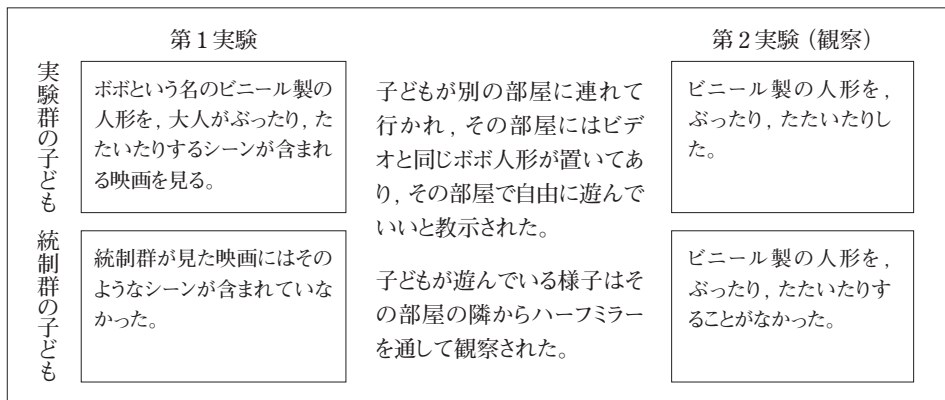 第1実験
第2実験（観察）
実験群の子ども
ボボという名のビニール製の
人形を，大人がぶったり，た
たいたりするシーンが含まれ
る映画を見る。
子どもが別の部屋に連れて
行かれ，その部屋にはビデ
オと同じボボ人形が置いてあ
り，その部屋で自由に遊んで
いいと教示された。
ビニール製の人形を，
ぶったり，たたいたりし
た。
統制群の子ども
統制群が見た映画にはその
ようなシーンが含まれていな
かった。
子どもが遊んでいる様子はそ
の部屋の隣からハーフミラー
を通して観察された。
ビニール製の人形を，
ぶったり，たたいたりす
ることがなかった。